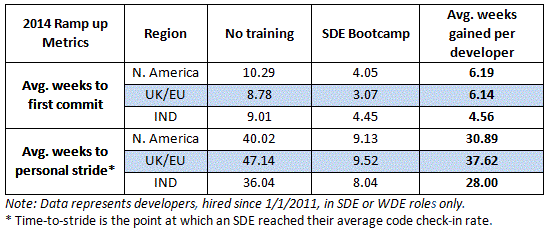 2014 Ramp up Metrics Region No training SDE Bootcamp Avg. weeks gained per developer
Avg. weeks to first commit N. America 10.29 4.05 6.19
UK/EU 8.78 3.07 6.14
IND 9.01 4.45 4.56
Avg. weeks to personal stride* N. America 40.02 9.13 30.89
UK/EU 47.14 9.52 37.62
IND 36.04 8.04 28.00
Note: Data represents developers, hired since 1/1/2011, in SDE or WDE roles only.
* Time-to-stride is the point at which an SDE reached their average code check-in rate.